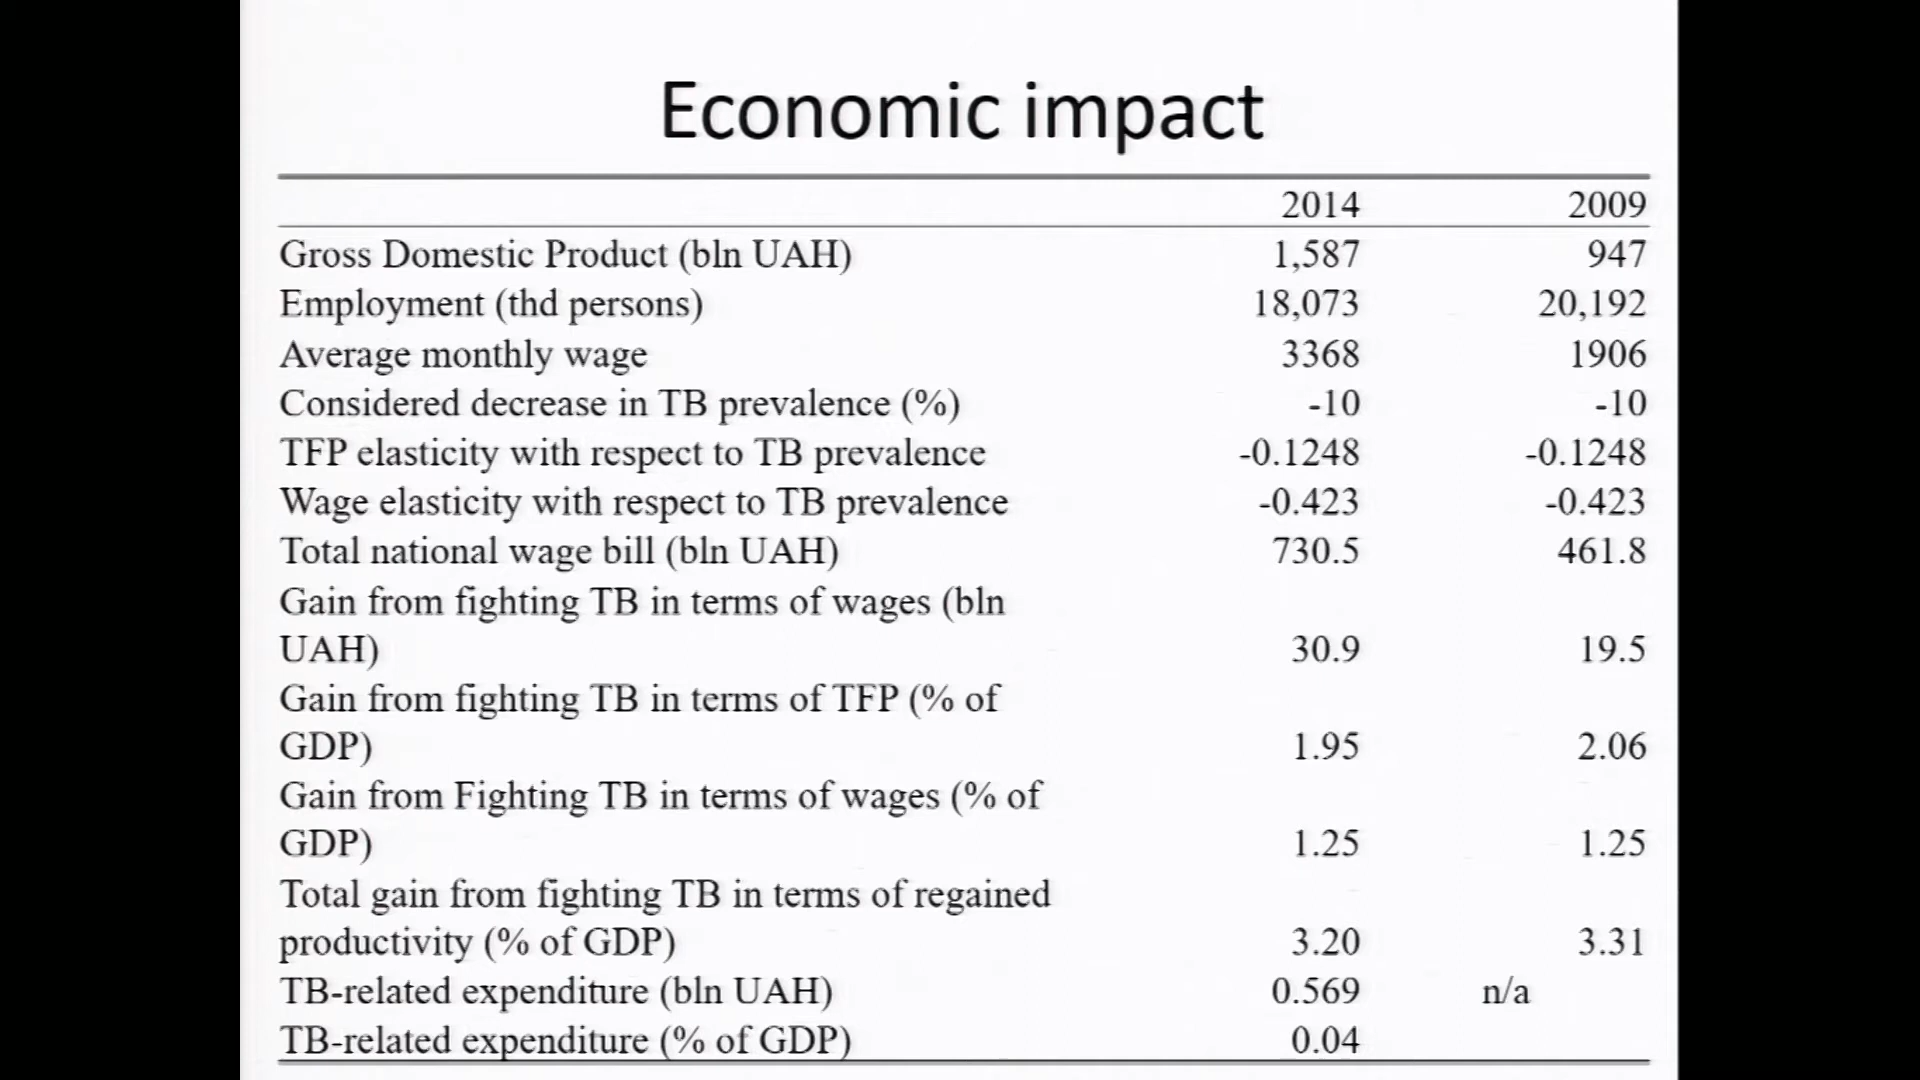 Economic impact
2014 2009
Gross Domestic Product (bln UAH) 1,587 947
Employment (thd persons) 18,073 20,192
Average monthly wage 3368 1906
Considered decrease in TB prevalence (%) -10 -10
TFP elasticity with respect to TB prevalence -0.1248 -0.1248
Wage elasticity with respect to TB prevalence -0.423 -0.423
Total national wage bill (bln UAH) 730.5 461.8
Gain from fighting TB in terms of wages (bln
UAH) 30.9 19.5
Gain from fighting TB in terms of TFP (% of
GDP) 1.95 2.06
Gain from Fighting TB in terms of wages (% of
GDP) 1.25 1.25
Total gain from fighting TB in terms of regained
productivity (% of GDP) 3.20 3.31
TB-related expenditure (bln UAH) 0.569 n/a
TB-related expenditure (% of GDP) 0.04